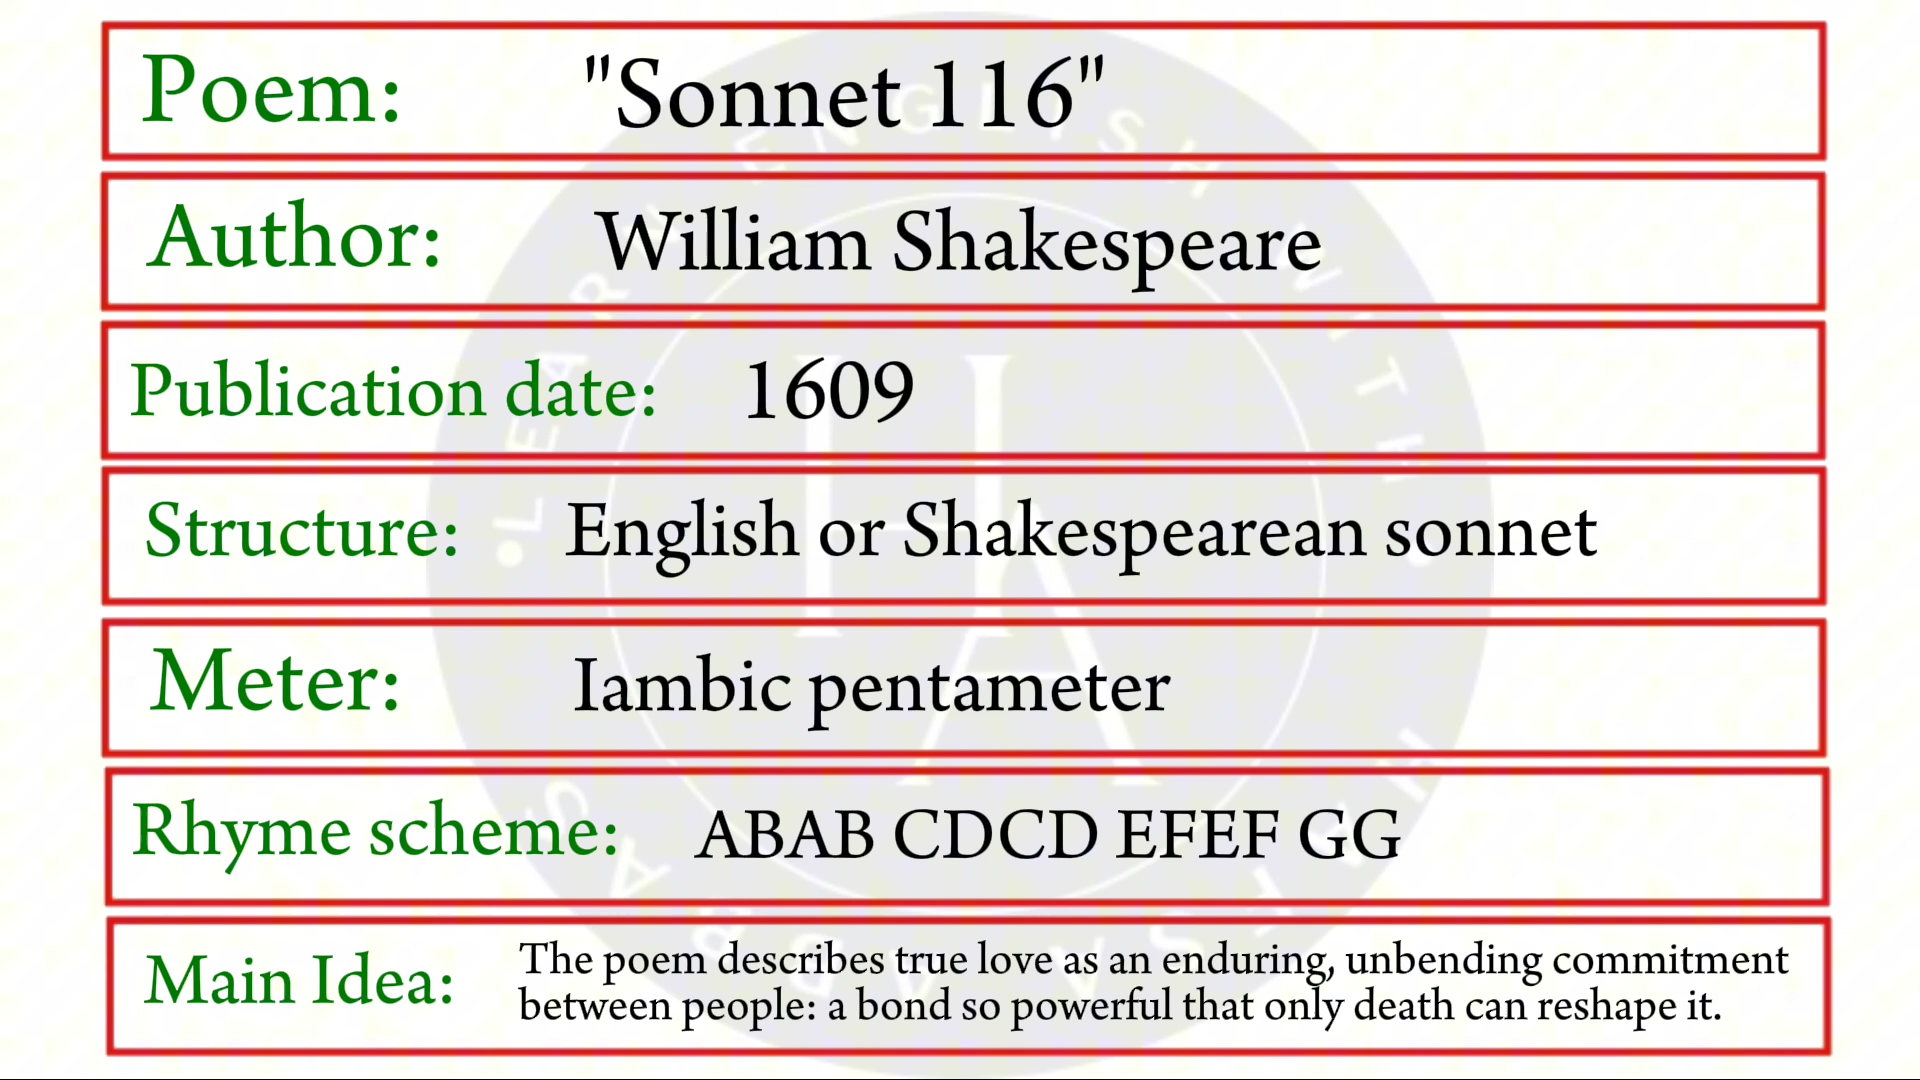 Poem: "Sonnet 116"
Author: William Shakespeare
Publication date: 1609
Structure: English or Shakespearean sonnet
Meter: Iambic pentameter
Rhyme scheme: ABAB CDCD EFEF GG
Main Idea: The poem describes true love as an enduring, unbending commitment
between people: a bond so powerful that only death can reshape it.